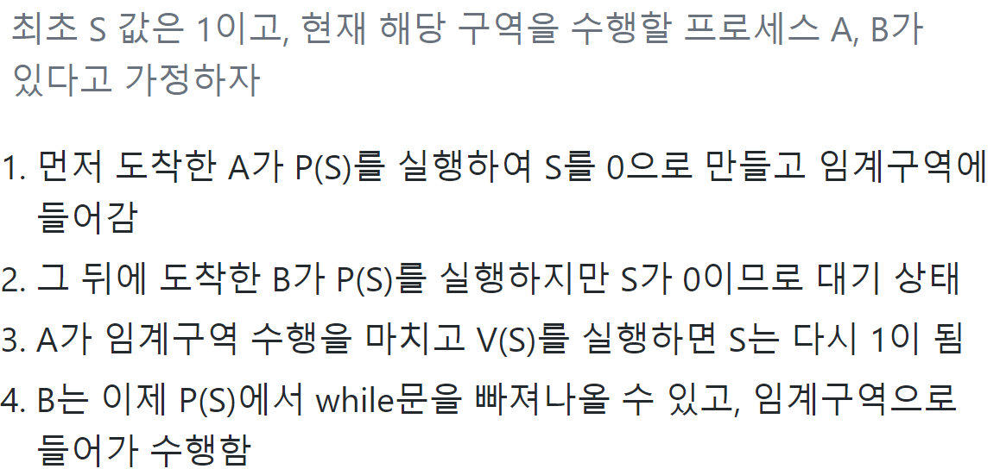 최초 S 값은 1이고, 현재 해당 구역을 수행할 프로세스 A, B가
있다고 가정하자
1. 먼저 도착한 A가 P(S)를 실행하여 S를 0으로 만들고 임계구역에
들어감
2. 그 뒤에 도착한 B가 P(S)를 실행하지만 S가 0이므로 대기 상태
3. A가 임계구역 수행을 마치고 V(S)를 실행하면 S는 다시 1이 됨
4. B는 이제 P(S)에서 while문을 빠져나올 수 있고, 임계구역으로
들어가 수행함